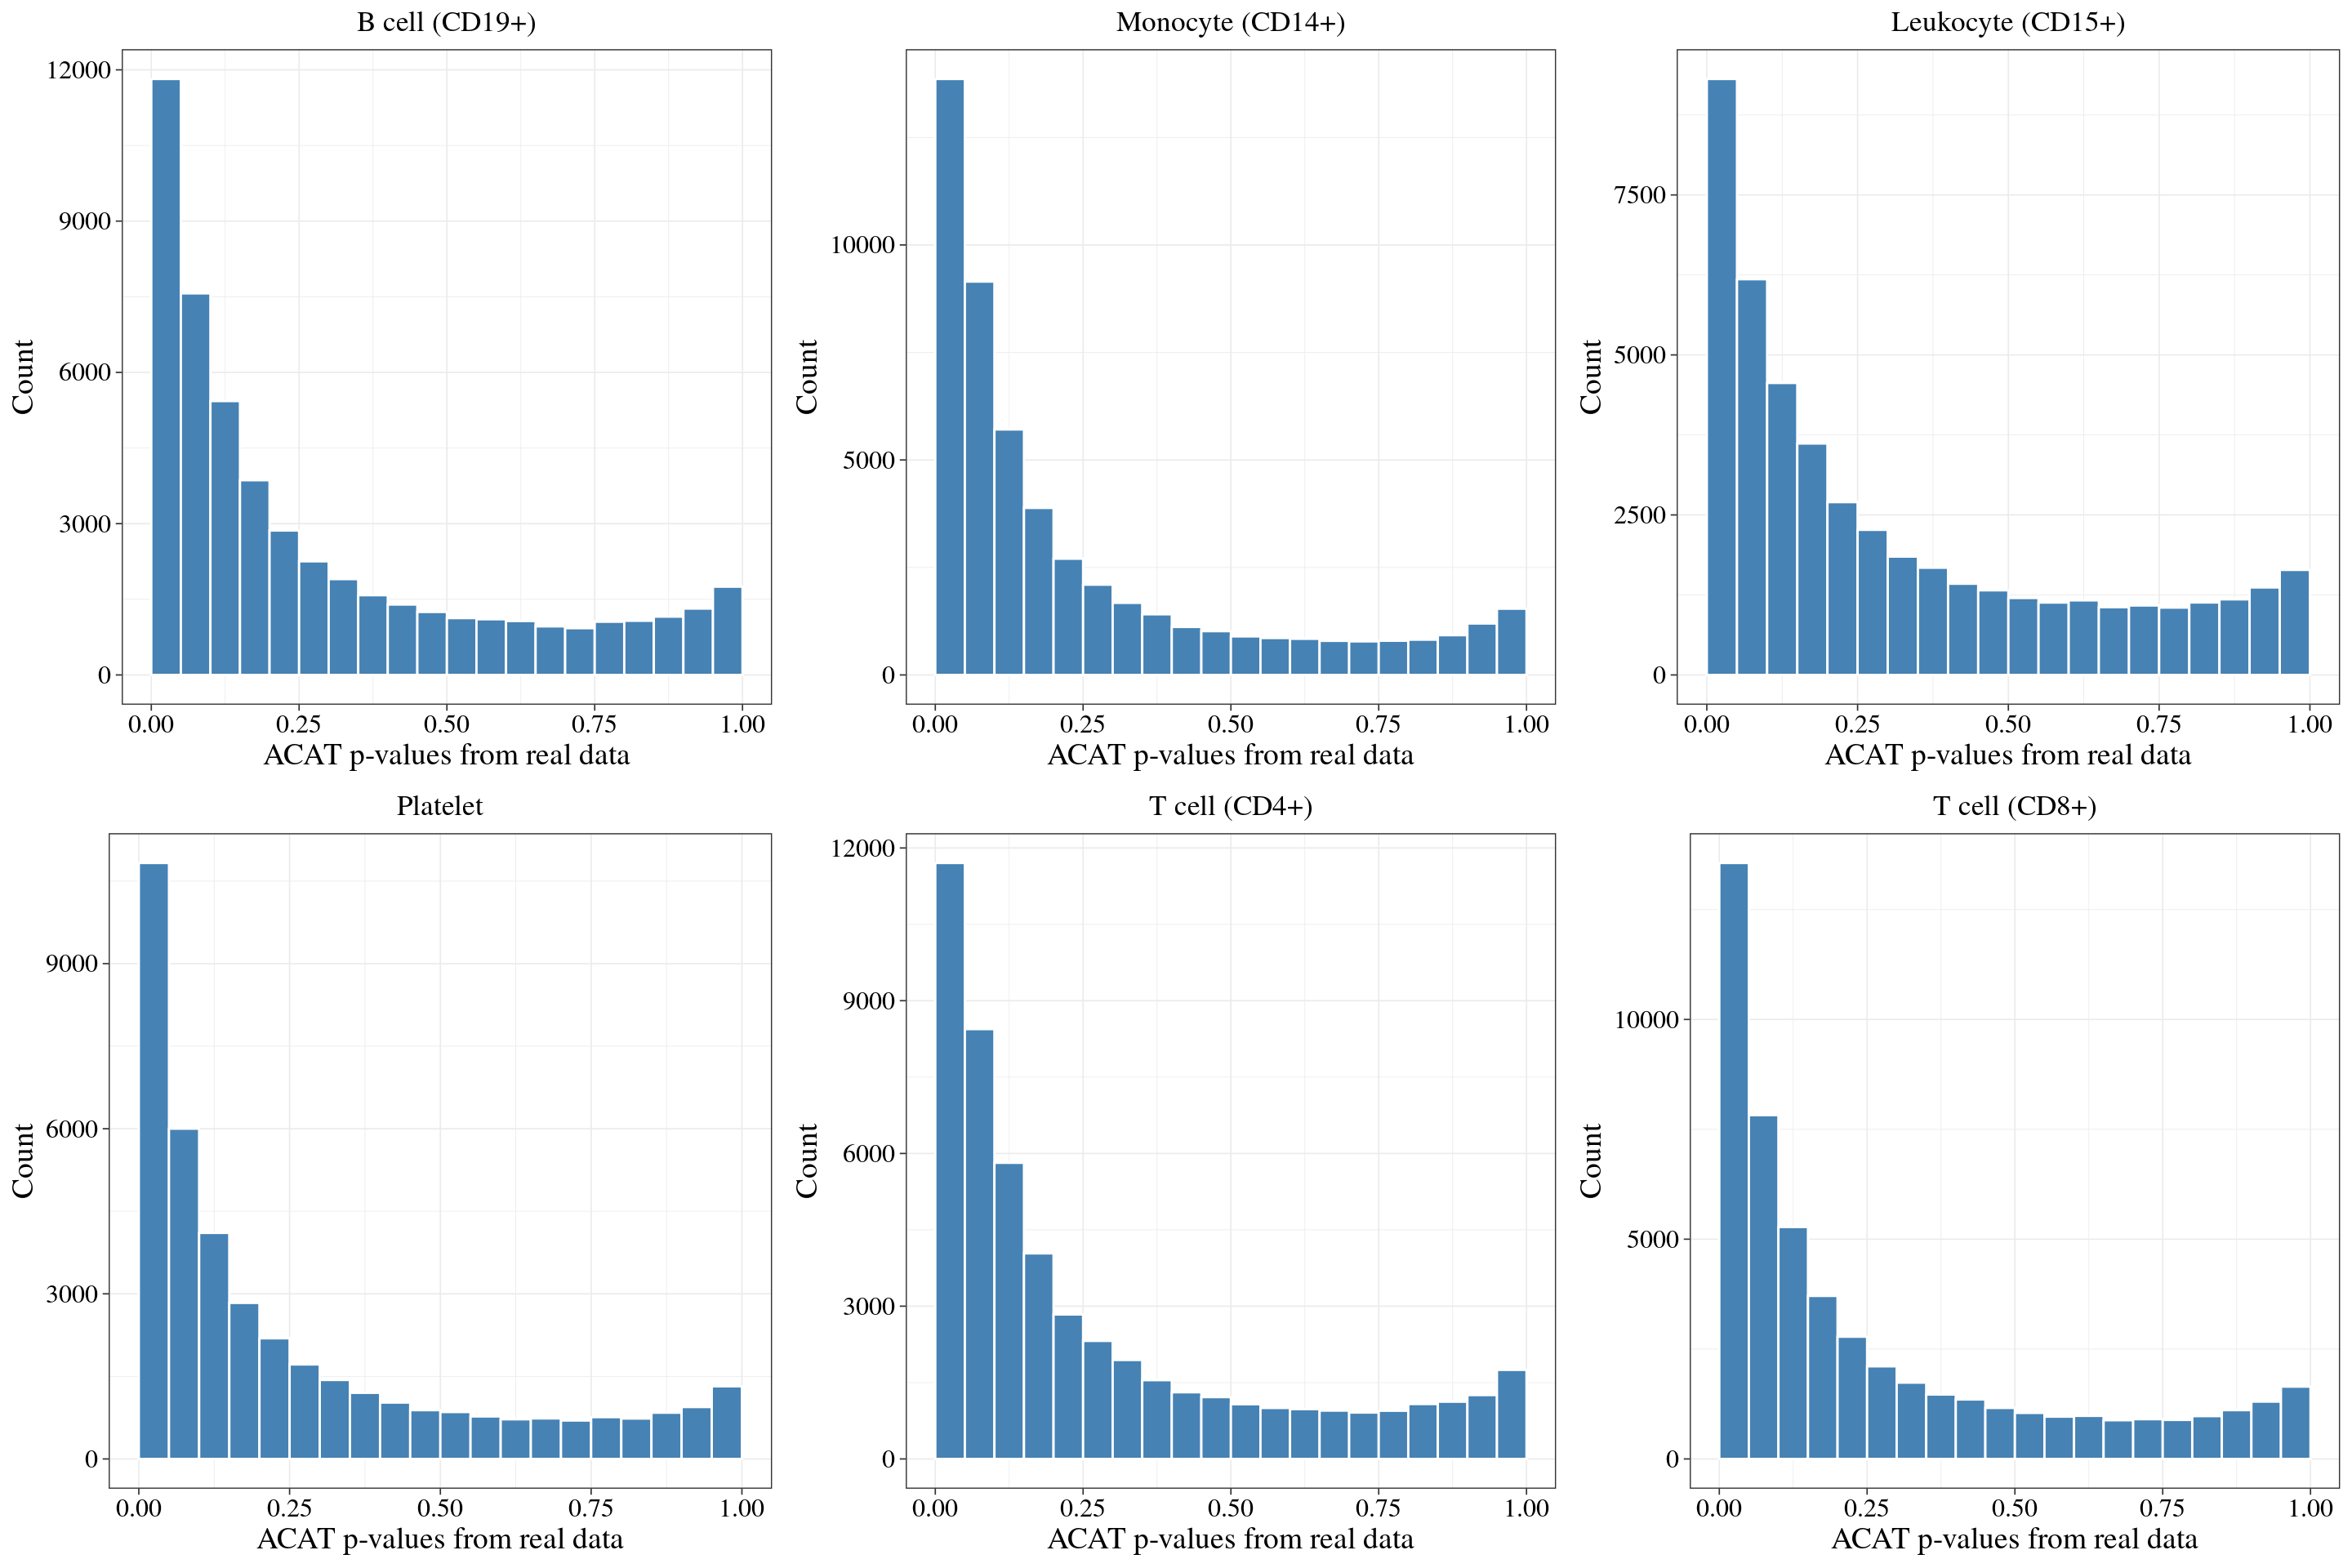 B cell (CD19+)
12000
9000
6000
3000
0
Count
0.00 0.25 0.50 0.75 1.00
ACAT p-values from real data
Monocyte (CD14+)
10000
5000
0
Count
0.00 0.25 0.50 0.75 1.00
ACAT p-values from real data
Leukocyte (CD15+)
7500
5000
2500
0
Count
0.00 0.25 0.50 0.75 1.00
ACAT p-values from real data
Platelet
9000
6000
3000
0
Count
0.00 0.25 0.50 0.75 1.00
ACAT p-values from real data
T cell (CD4+)
12000
9000
6000
3000
0
Count
0.00 0.25 0.50 0.75 1.00
ACAT p-values from real data
T cell (CD8+)
10000
5000
0
Count
0.00 0.25 0.50 0.75 1.00
ACAT p-values from real data